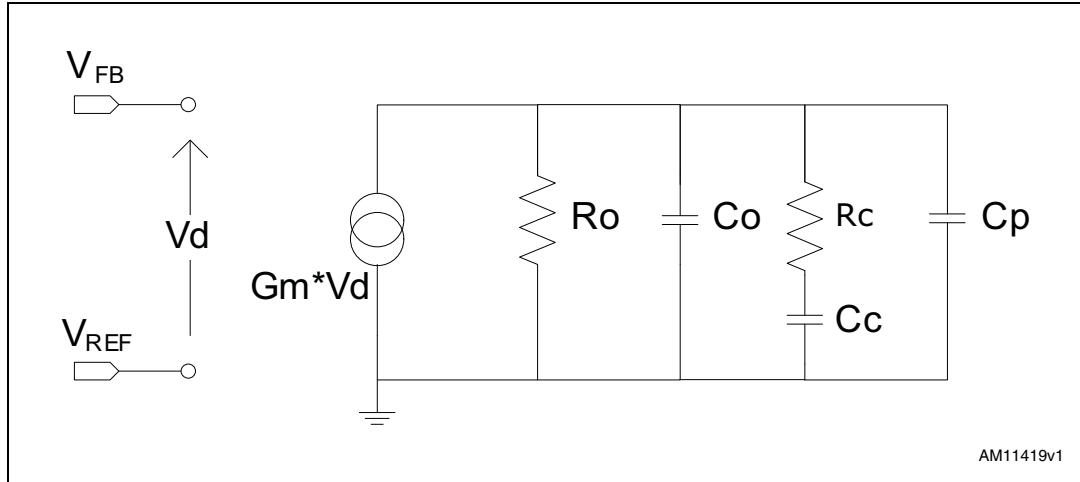 VFB
Vd
VREF
Gm*Vd
Ro
Co
Rc
Cc
Cp
AM11419v1